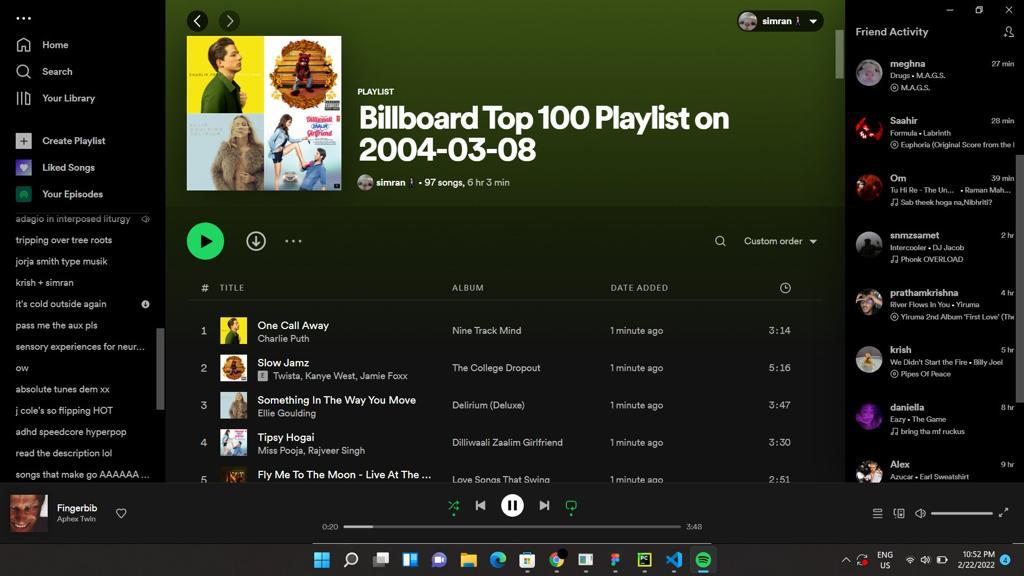 simran
Friend Activity
Home
Search
Your Library
Create Playlist
Liked Songs
Your Episodes
adagio in interposed liturgy
tripping over tree roots
jorja smith type musik
krish + simran
it's cold outside again
pass me the aux pls
sensory experiences for neur...
ow
absolute tunes dem xx
j cole's so flipping HOT
adhd speedcore hyperpop
read the description lol
songs that make go AAAAAA ...
PLAYLIST
Billboard Top 100 Playlist on
2004-03-08
simran • 97 songs, 6 hr 3 min
Custom order
# TITLE ALBUM DATE ADDED
1 One Call Away Nine Track Mind 1 minute ago 3:14
Charlie Puth
2 Slow Jamz The College Dropout 1 minute ago 5:16
E Twista, Kanye West, Jamie Foxx
3 Something In The Way You Move Delirium (Deluxe) 1 minute ago 3:47
Ellie Goulding
4 Tipsy Hogai Dilliwaali Zaalim Girlfriend 1 minute ago 3:30
Miss Pooja, Rajveer Singh
5 Fly Me To The Moon - Live At The ... Love Songs That Swing 1 minute ago 2:51
meghna 27 min
Drugs • M.A.G.S.
M.A.G.S.
Saahir 28 min
Formula • Labrinth
Euphoria (Original Score from the
Om 39 min
Tu Hi Re - The Un... • Raman Mah...
Sab theek hoga na,Nibhriti?
snmzsamet 2 hr
Intercooler • DJ Jacob
Phonk OVERLOAD
prathamkrishna 4 hr
River Flows In You • Yiruma
Yiruma 2nd Album 'First Love' (The
krish 5 hr
We Didn't Start the Fire • Billy Joel
Pipes Of Peace
daniella 8 hr
Eazy • The Game
bring tha mf ruckus
Alex 9 hr
Azucar • Earl Sweatshirt
Fingerbib
Aphex Twin
0:20 3:48
ENG
US
10:52 PM
2/22/2022
4